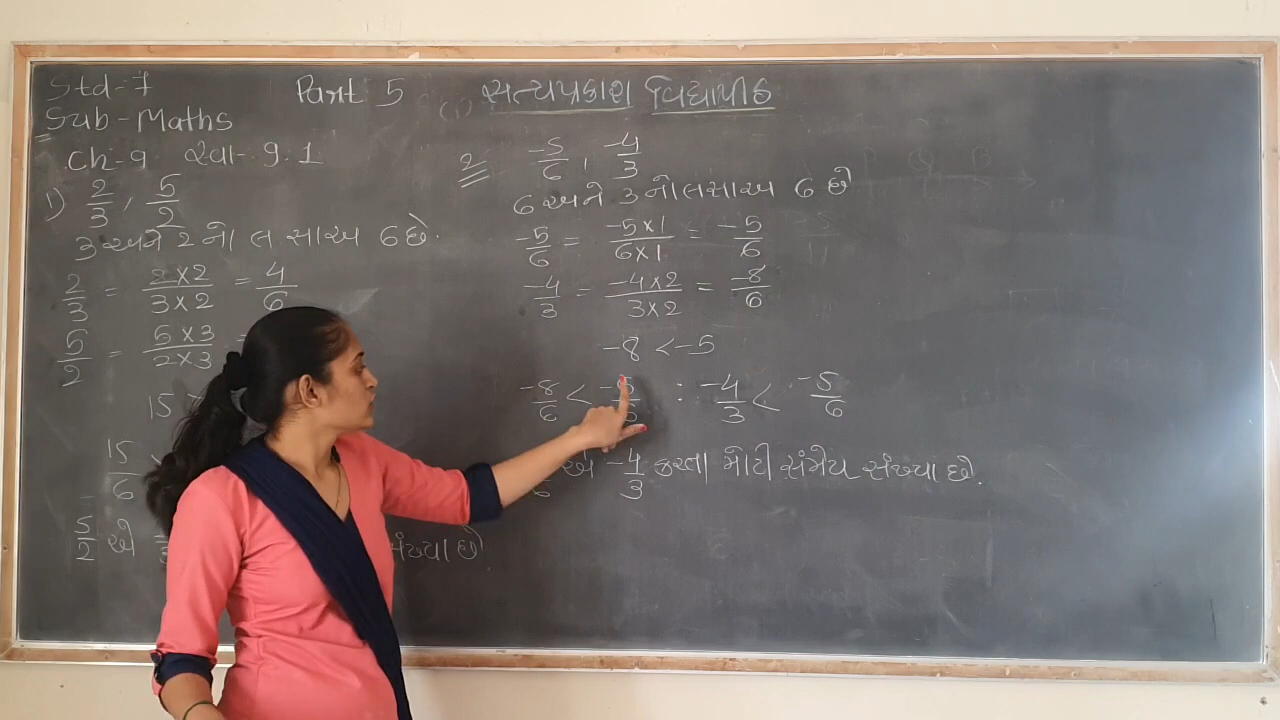 Std-7
Part 5
સત્યપ્રકાશ વિદ્યાપીઠ
Sub-Maths
Ch-9 સ્વા-9.1
1) 2/3, 5/2
3 અને 2 નો લ સા અ 6 છે.
2/3 = 2×2/3×2 = 4/6
5/2 = 5×3/2×3 =
15
15/6
5/2 એ સંખ્યા છે.
2 -5/6, -4/3
6 અને 3 નો લ સા અ 6 છે
-5/6 = -5×1/6×1 = -5/6
-4/3 = -4×2/3×2 = -8/6
-8 < -5
-8/6 < -5/6 : -4/3 < -5/6
6 એ -4/3 કરતા મોટી સંમેય સંખ્યા છે.